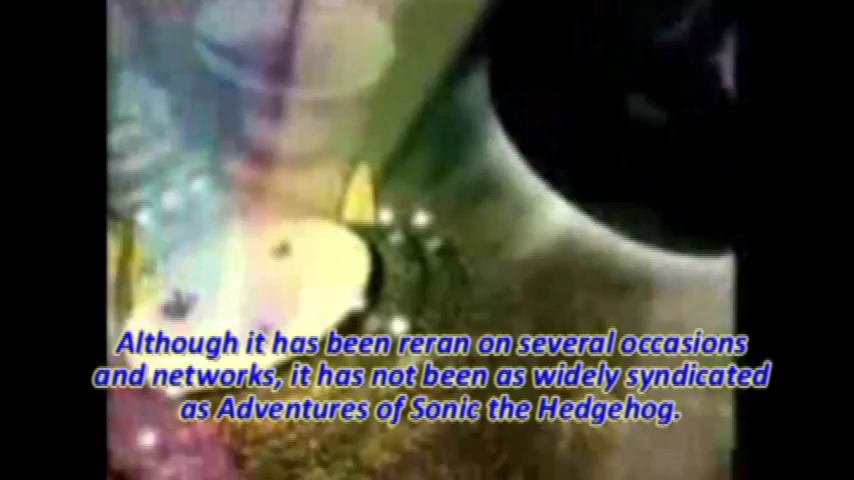 Although it has been reran on several occasions
and networks, it has not been as widely syndicated
as Adventures of Sonic the Hedgehog.